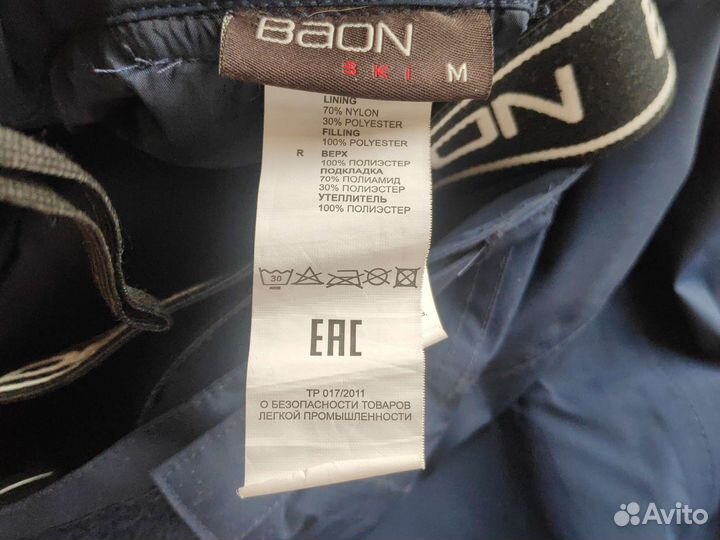 BAON
SKI M
LINING
70% NYLON
30% POLYESTER
FILLING
100% POLYESTER
R ВЕРХ
100% ПОЛИЭСТЕР
ПОДКЛАДКА
70% ПОЛИАМИД
30% ПОЛИЭСТЕР
УТЕПЛИТЕЛЬ
100% ПОЛИЭСТЕР
30
EAC
ТР 017/2011
О БЕЗОПАСНОСТИ ТОВАРОВ
ЛЕГКОЙ ПРОМЫШЛЕННОСТИ
Avito